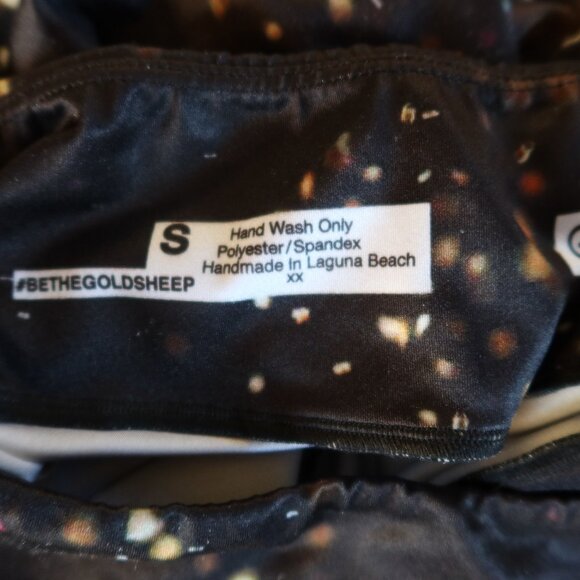 S
Hand Wash Only
Polyester/Spandex
Handmade In Laguna Beach
xx
#BETHEGOLDSHEEP